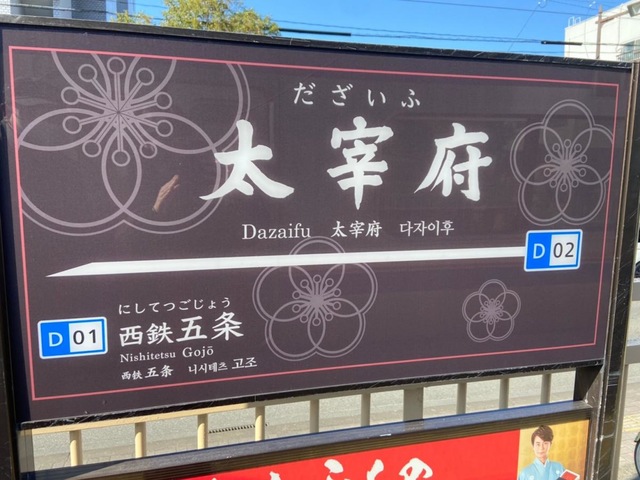 だざいふ
太宰府
Dazaifu 太宰府 다자이후
D 02
D 01
にしてつごじょう
西鉄五条
Nishitetsu Gojō
西鉄 五条 니시테츠 고조